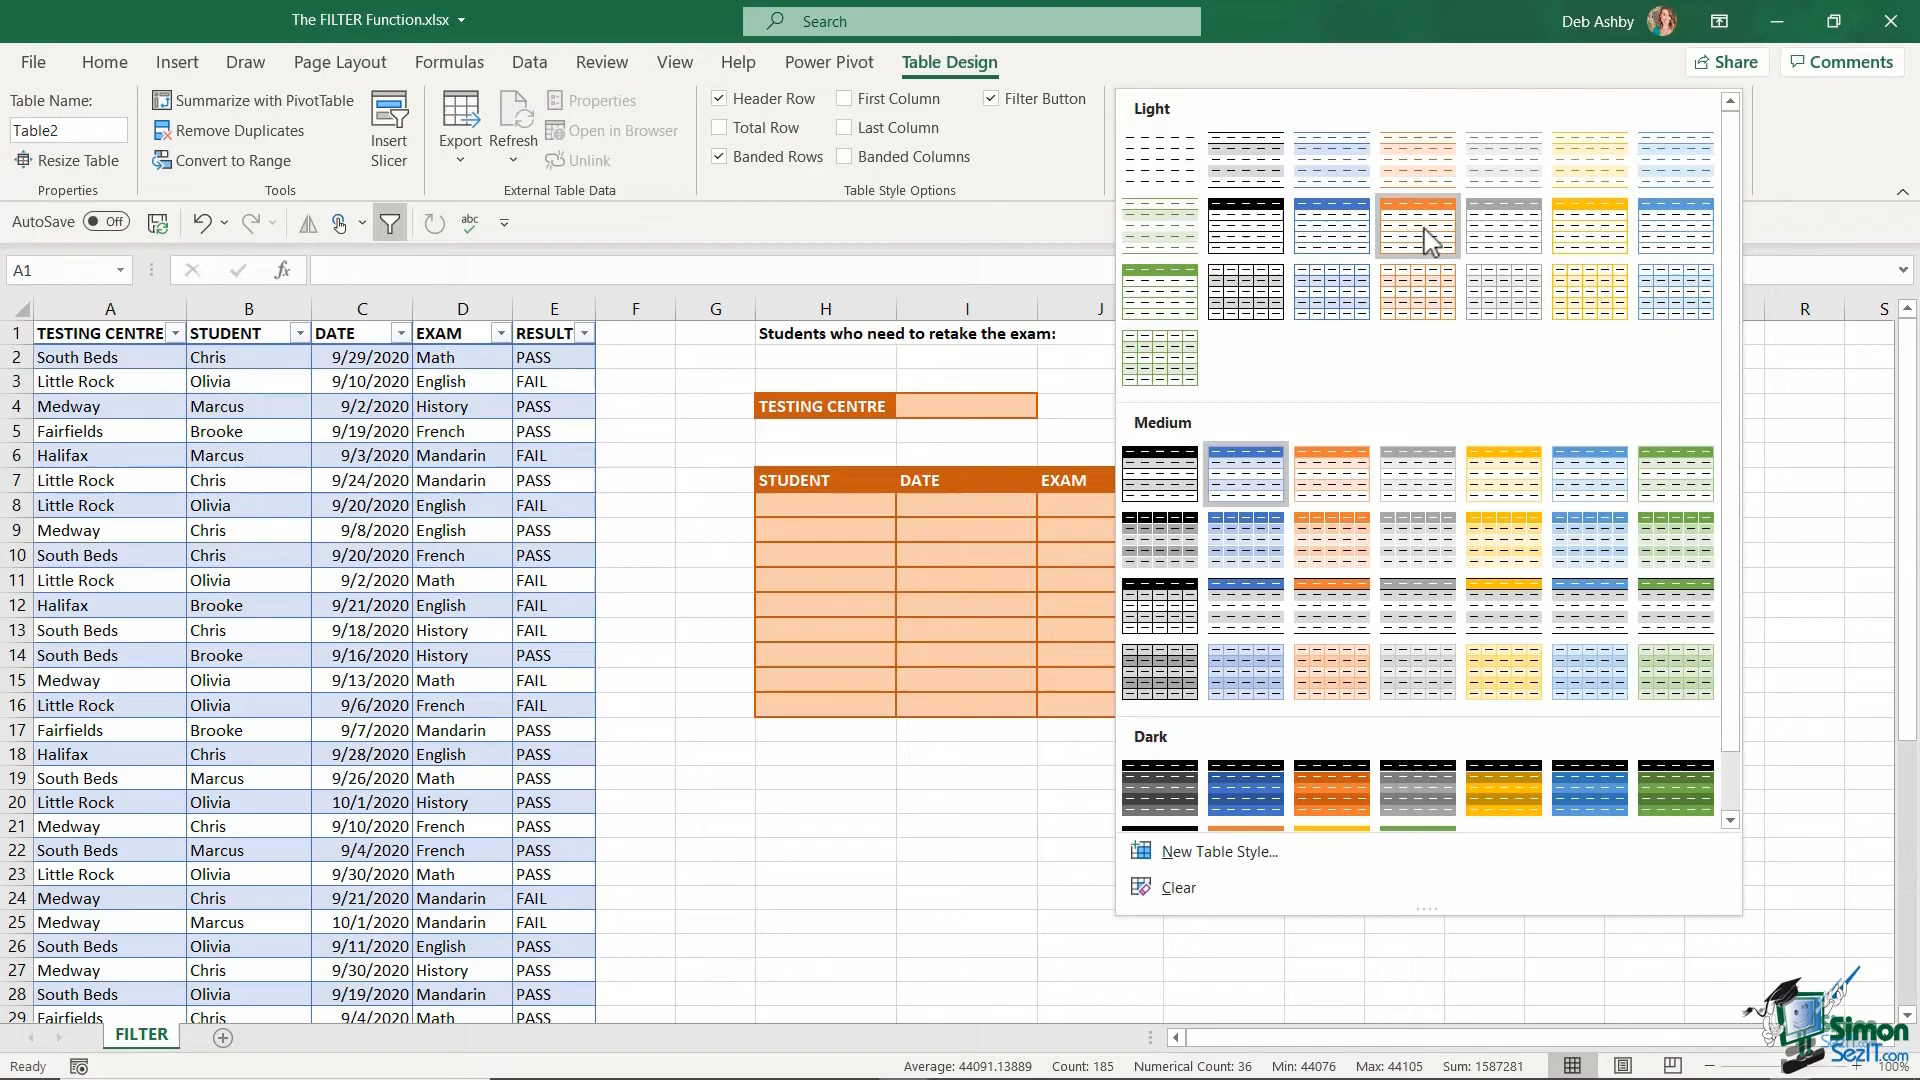 The FILTER Function.xlsx
Search
Deb Ashby
File Home Insert Draw Page Layout Formulas Data Review View Help Power Pivot Table Design
Share Comments
Table Name:
Table2
Resize Table
Properties
Summarize with PivotTable
Remove Duplicates
Convert to Range
Tools
Insert
Slicer
Export
Refresh
Properties
Open in Browser
Unlink
External Table Data
Header Row First Column Filter Button
Total Row Last Column
Banded Rows Banded Columns
Table Style Options
AutoSave Off
abc
A1
fx
A B C D E F G H I J R S
1 TESTING CENTRE STUDENT DATE EXAM RESULT Students who need to retake the exam:
2 South Beds Chris 9/29/2020 Math PASS
3 Little Rock Olivia 9/10/2020 English FAIL
4 Medway Marcus 9/2/2020 History PASS TESTING CENTRE
5 Fairfields Brooke 9/19/2020 French PASS
6 Halifax Marcus 9/3/2020 Mandarin FAIL
7 Little Rock Chris 9/24/2020 Mandarin PASS STUDENT DATE EXAM
8 Little Rock Olivia 9/20/2020 English FAIL
9 Medway Chris 9/8/2020 English PASS
10 South Beds Chris 9/20/2020 French PASS
11 Little Rock Olivia 9/2/2020 Math FAIL
12 Halifax Brooke 9/21/2020 English FAIL
13 South Beds Chris 9/18/2020 History FAIL
14 South Beds Brooke 9/16/2020 History PASS
15 Medway Olivia 9/13/2020 Math FAIL
16 Little Rock Olivia 9/6/2020 French FAIL
17 Fairfields Brooke 9/7/2020 Mandarin PASS
18 Halifax Chris 9/28/2020 English PASS
19 South Beds Marcus 9/26/2020 Math PASS
20 Little Rock Olivia 10/1/2020 History PASS
21 Medway Chris 9/10/2020 French PASS
22 South Beds Marcus 9/4/2020 French PASS
23 Little Rock Olivia 9/30/2020 Math PASS
24 Medway Chris 9/21/2020 Mandarin FAIL
25 Medway Marcus 10/1/2020 Mandarin FAIL
26 South Beds Olivia 9/11/2020 English PASS
27 Medway Chris 9/30/2020 History PASS
28 South Beds Olivia 9/19/2020 Mandarin PASS
29 Fairfields Chris 9/4/2020 Math PASS
Light
Medium
Dark
New Table Style...
Clear
FILTER
Simon
SezIT.com
Ready
Average: 44091.13889 Count: 185 Numerical Count: 36 Min: 44076 Max: 44105 Sum: 1587281 100%